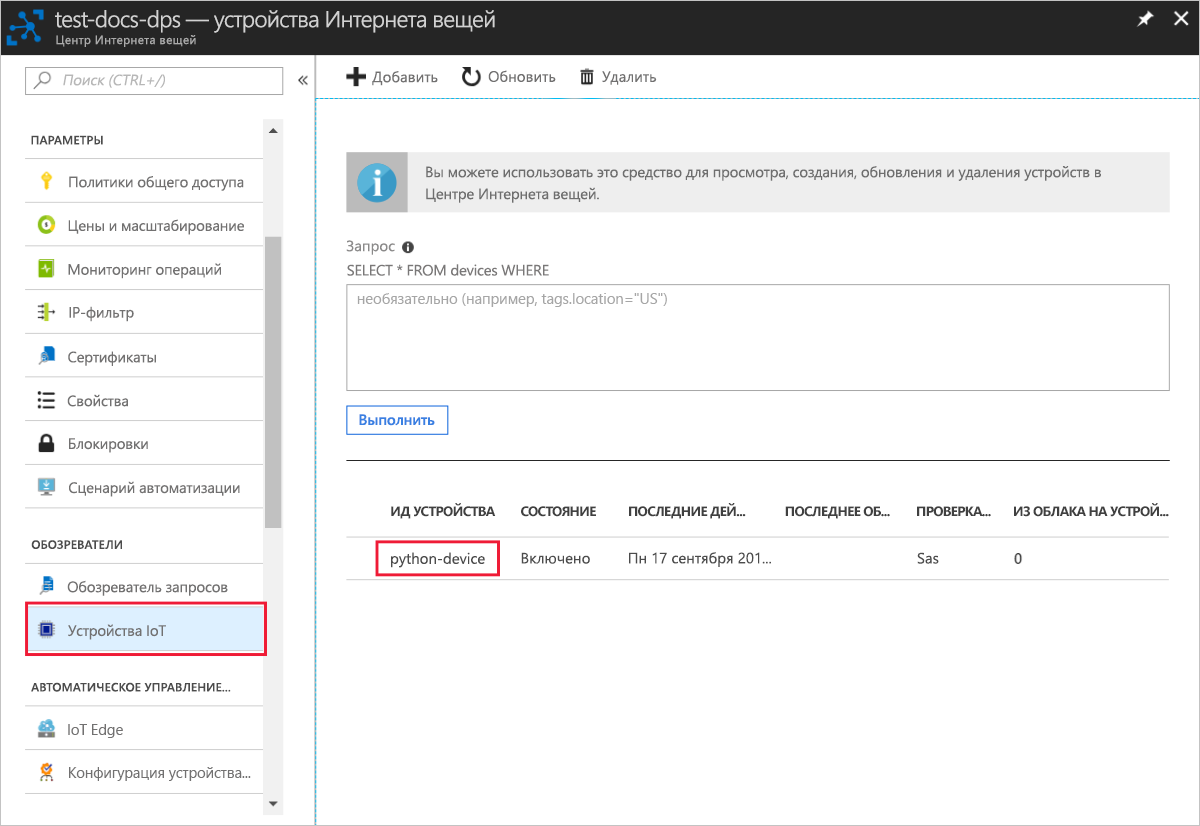 test-docs-dps — устройства Интернета вещей
Центр Интернета вещей
Поиск (CTRL+/)
«
ПАРАМЕТРЫ
Политики общего доступа
Цены и масштабирование
Мониторинг операций
IP-фильтр
Сертификаты
Свойства
Блокировки
Сценарий автоматизации
ОБОЗРЕВАТЕЛИ
Обозреватель запросов
Устройства IoT
АВТОМАТИЧЕСКОЕ УПРАВЛЕНИЕ...
IoT Edge
Конфигурация устройства...
Добавить Обновить Удалить
Вы можете использовать это средство для просмотра, создания, обновления и удаления устройств в
Центре Интернета вещей.
Запрос
SELECT * FROM devices WHERE
необязательно (например, tags.location="US")
Выполнить
ИД УСТРОЙСТВА СОСТОЯНИЕ ПОСЛЕДНИЕ ДЕЙ... ПОСЛЕДНЕЕ ОБ... ПРОВЕРКА... ИЗ ОБЛАКА НА УСТРОЙ...
python-device Включено Пн 17 сентября 201... Sas 0